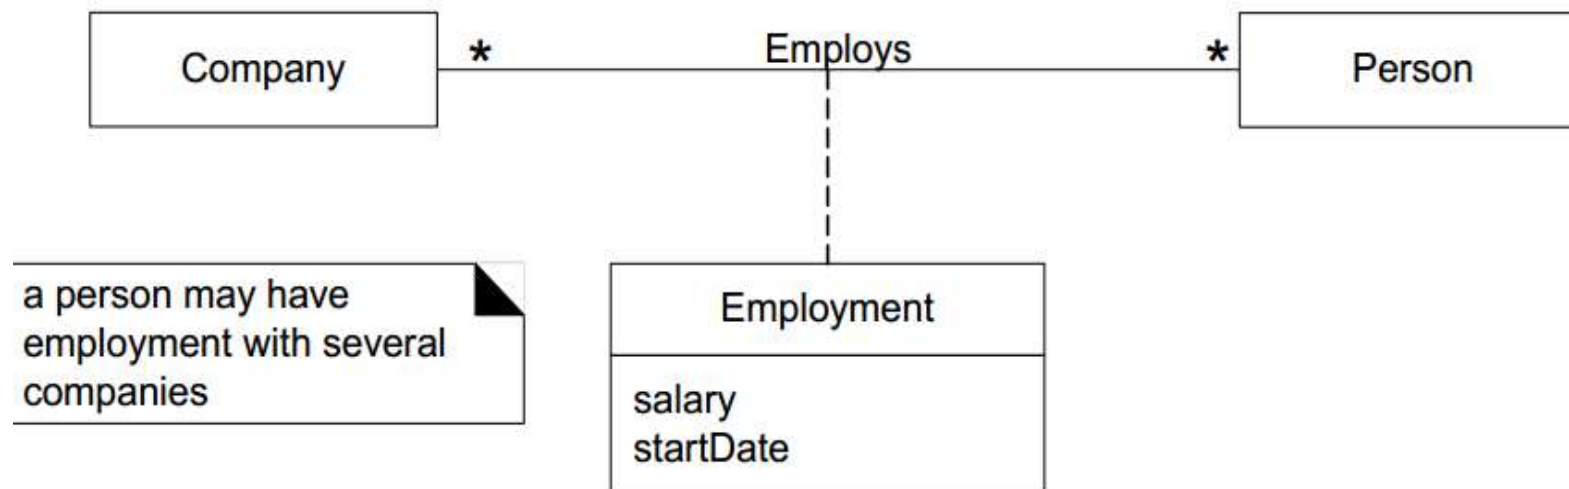 Company
*
Employs
*
Person
a person may have
employment with several
companies
Employment
salary
startDate